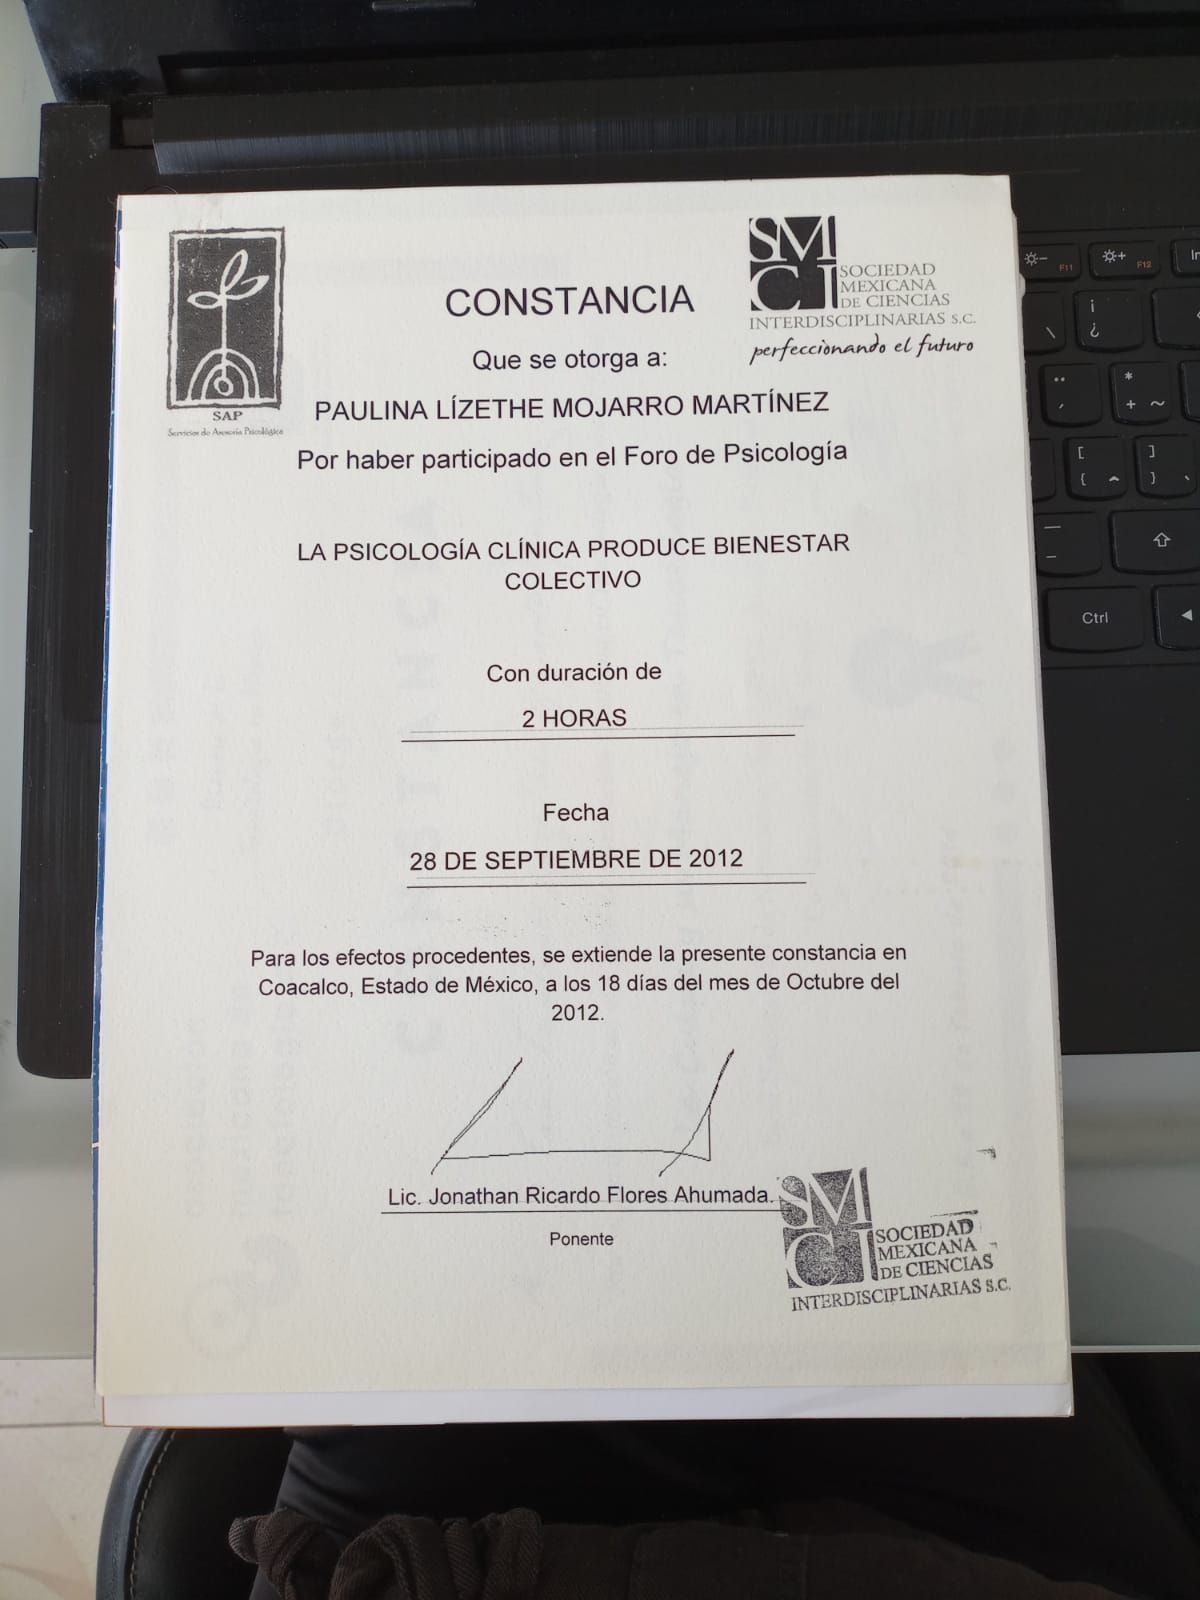 SAP
Servicios de Asesoría Psicológica
SMCI
SOCIEDAD
MEXICANA
DE CIENCIAS
INTERDISCIPLINARIAS S.C.
perfeccionando el futuro
CONSTANCIA
Que se otorga a:
PAULINA LÍZETHE MOJARRO MARTÍNEZ
Por haber participado en el Foro de Psicología
LA PSICOLOGÍA CLÍNICA PRODUCE BIENESTAR
COLECTIVO
Con duración de
2 HORAS
Fecha
28 DE SEPTIEMBRE DE 2012
Para los efectos procedentes, se extiende la presente constancia en
Coacalco, Estado de México, a los 18 días del mes de Octubre del
2012.
Lic. Jonathan Ricardo Flores Ahumada.
Ponente
SMCI
SOCIEDAD
MEXICANA
DE CIENCIAS
INTERDISCIPLINARIAS S.C.
F11
F12
Ctrl